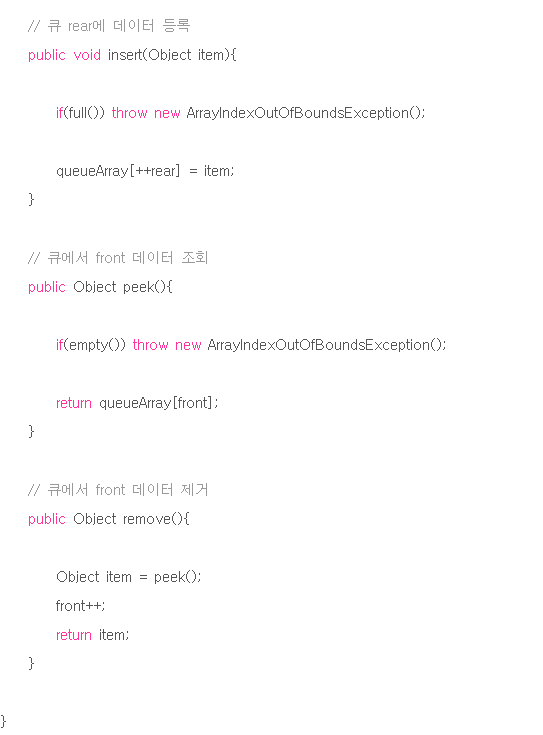 // 큐 rear에 데이터 등록
public void insert(Object item){
if(full()) throw new ArrayIndexOutOfBoundsException();
queueArray[++rear] = item;
}
// 큐에서 front 데이터 조회
public Object peek(){
if(empty()) throw new ArrayIndexOutOfBoundsException();
return queueArray[front];
}
// 큐에서 front 데이터 제거
public Object remove(){
Object item = peek();
front++;
return item;
}
}